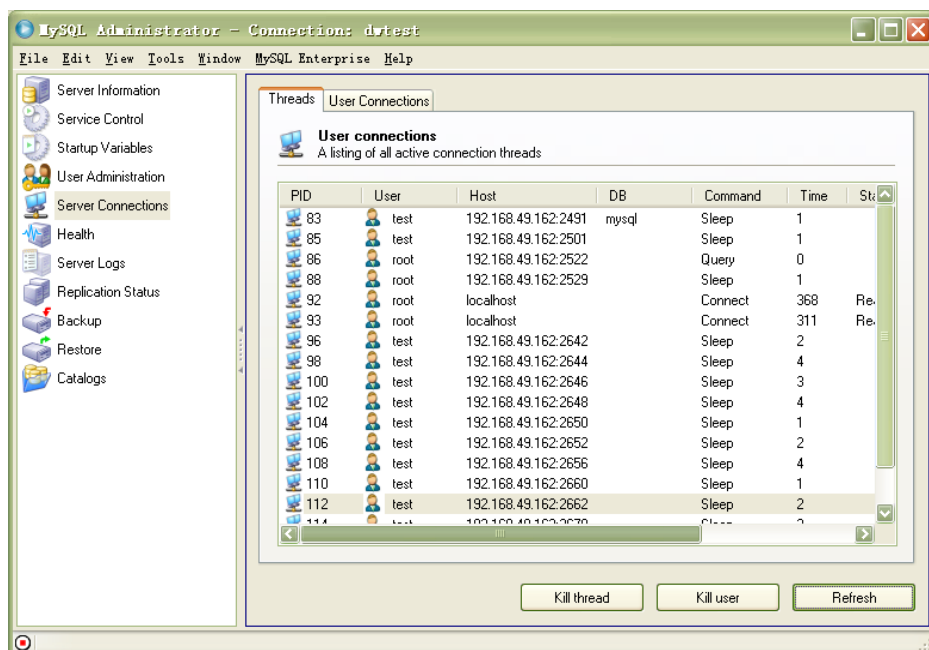 MySQL Administrator - Connection: dwtest
File Edit View Tools Window MySQL Enterprise Help
Server Information
Service Control
Startup Variables
User Administration
Server Connections
Health
Server Logs
Replication Status
Backup
Restore
Catalogs
Threads User Connections
User connections
A listing of all active connection threads
PID User Host DB Command Time
83 test 192.168.49.162:2491 mysql Sleep 1
85 test 192.168.49.162:2501 Sleep 1
86 root 192.168.49.162:2522 Query 0
88 root 192.168.49.162:2529 Sleep 1
92 root localhost Connect 368 Re
93 root localhost Connect 311 Re
96 test 192.168.49.162:2642 Sleep 2
98 test 192.168.49.162:2644 Sleep 4
100 test 192.168.49.162:2646 Sleep 3
102 test 192.168.49.162:2648 Sleep 4
104 test 192.168.49.162:2650 Sleep 1
106 test 192.168.49.162:2652 Sleep 2
108 test 192.168.49.162:2656 Sleep 4
110 test 192.168.49.162:2660 Sleep 1
112 test 192.168.49.162:2662 Sleep 2
Kill thread Kill user Refresh